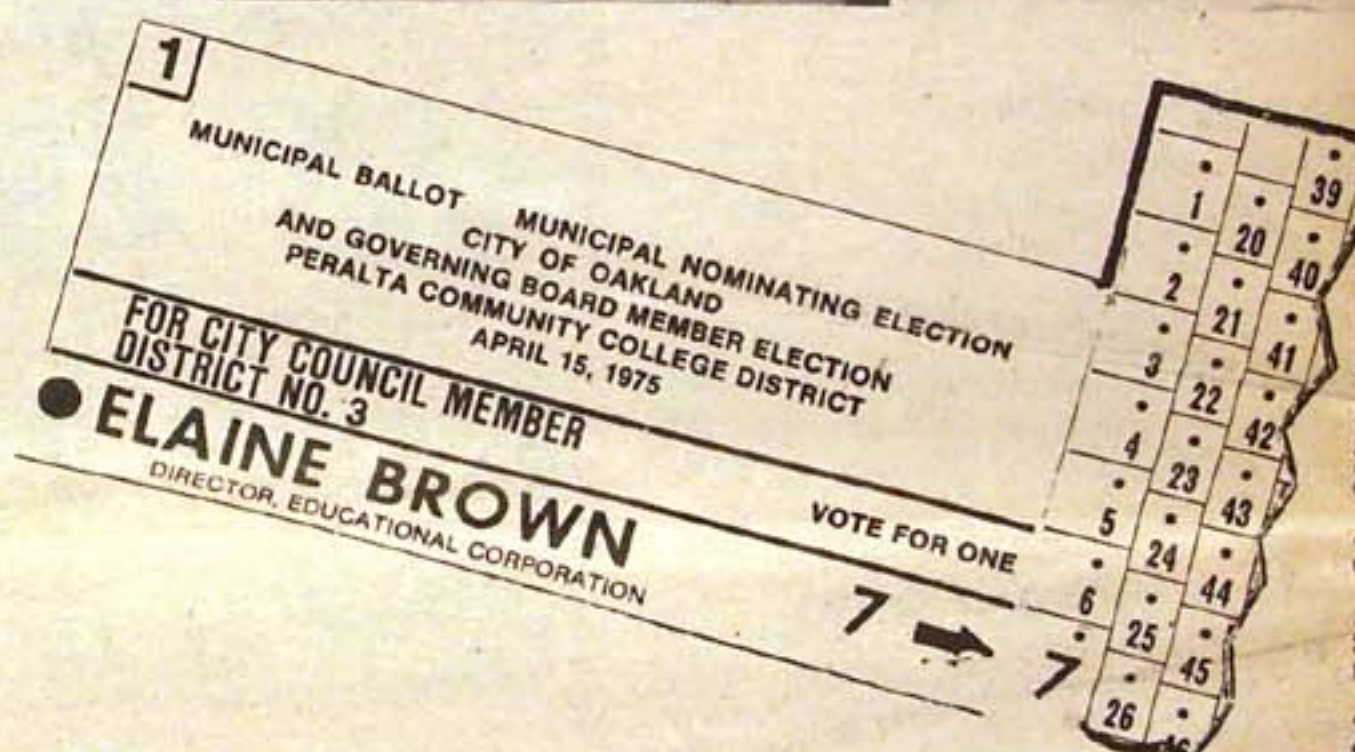 1
MUNICIPAL BALLOT
MUNICIPAL NOMINATING ELECTION
CITY OF OAKLAND
AND GOVERNING BOARD MEMBER ELECTION
PERALTA COMMUNITY COLLEGE DISTRICT
APRIL 15, 1975
FOR CITY COUNCIL MEMBER
DISTRICT NO. 3
VOTE FOR ONE
● ELAINE BROWN
DIRECTOR, EDUCATIONAL CORPORATION
7 → 7
1
2
3
4
5
6
20
21
22
23
24
25
26
39
40
41
42
43
44
45